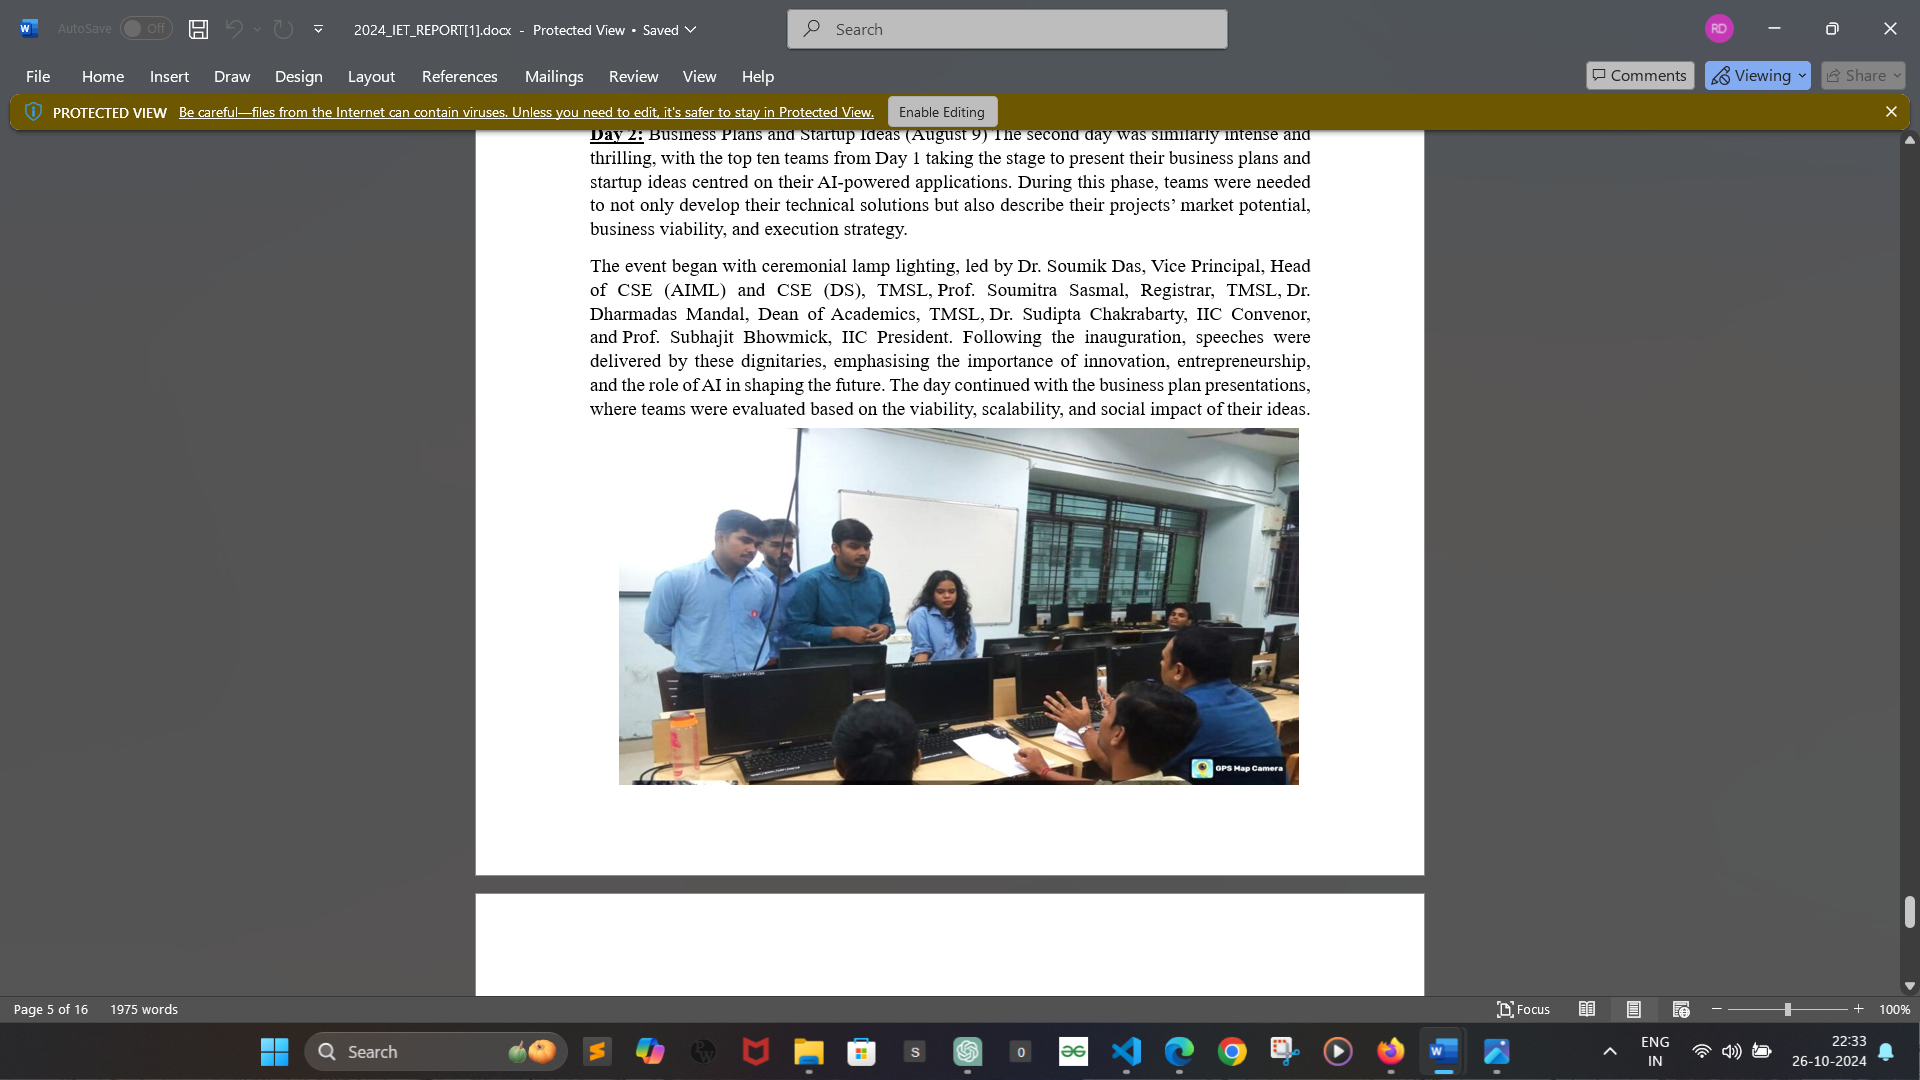 AutoSave Off 2024_IET_REPORT[1].docx - Protected View • Saved Search RD
File Home Insert Draw Design Layout References Mailings Review View Help Comments Viewing Share
PROTECTED VIEW Be careful—files from the Internet can contain viruses. Unless you need to edit, it's safer to stay in Protected View. Enable Editing
Day 2: Business Plans and Startup Ideas (August 9) The second day was similarly intense and
thrilling, with the top ten teams from Day 1 taking the stage to present their business plans and
startup ideas centred on their AI-powered applications. During this phase, teams were needed
to not only develop their technical solutions but also describe their projects’ market potential,
business viability, and execution strategy.
The event began with ceremonial lamp lighting, led by Dr. Soumik Das, Vice Principal, Head
of CSE (AIML) and CSE (DS), TMSL, Prof. Soumitra Sasmal, Registrar, TMSL, Dr.
Dharmadas Mandal, Dean of Academics, TMSL, Dr. Sudipta Chakrabarty, IIC Convenor,
and Prof. Subhajit Bhowmick, IIC President. Following the inauguration, speeches were
delivered by these dignitaries, emphasising the importance of innovation, entrepreneurship,
and the role of AI in shaping the future. The day continued with the business plan presentations,
where teams were evaluated based on the viability, scalability, and social impact of their ideas.
GPS Map Camera
Page 5 of 16 1975 words Focus 100%
Search ENG 22:33
IN 26-10-2024